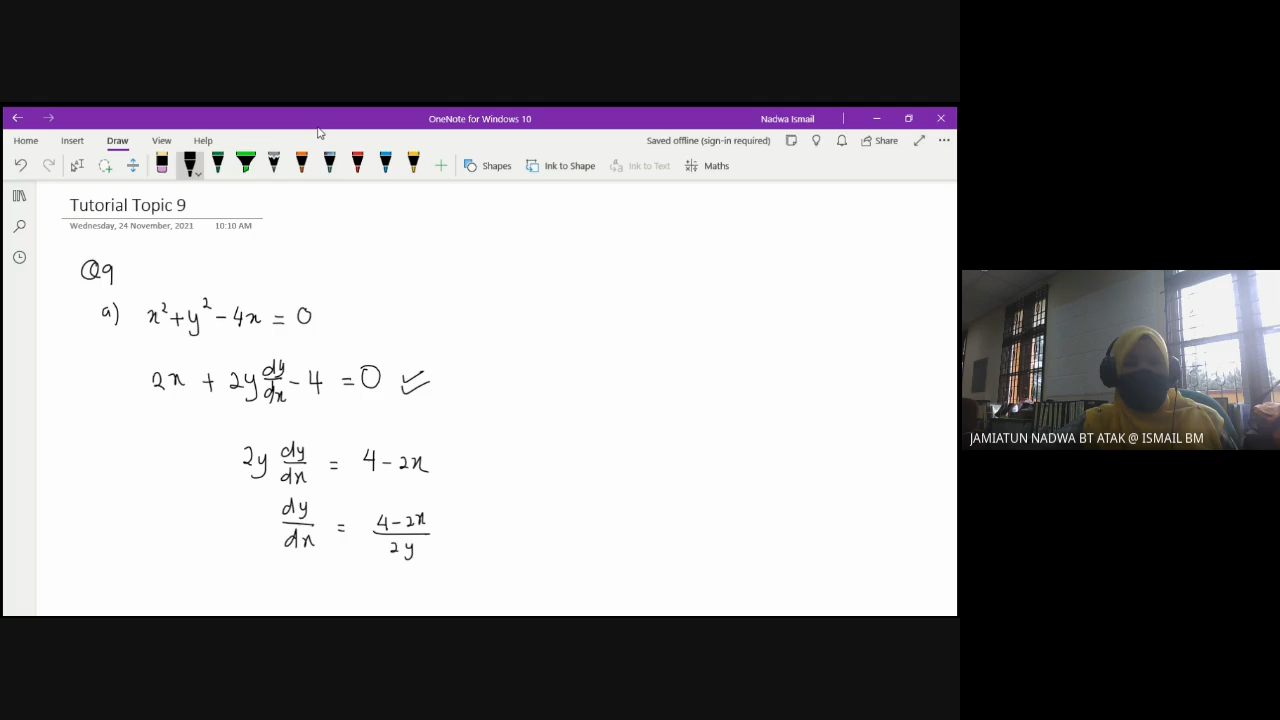 OneNote for Windows 10
Nadwa Ismail
Home Insert Draw View Help
Saved offline (sign-in required)
Share
Shapes
Ink to Shape
Ink to Text
Maths
Tutorial Topic 9
Wednesday, 24 November, 2021 10:10 AM
Q9
a) x² + y² - 4x = 0
2x + 2y dy/dx - 4 = 0 ✓
2y dy/dx = 4 - 2x
dy/dx = 4 - 2x / 2y
JAMIATUN NADWA BT ATAK @ ISMAIL BM